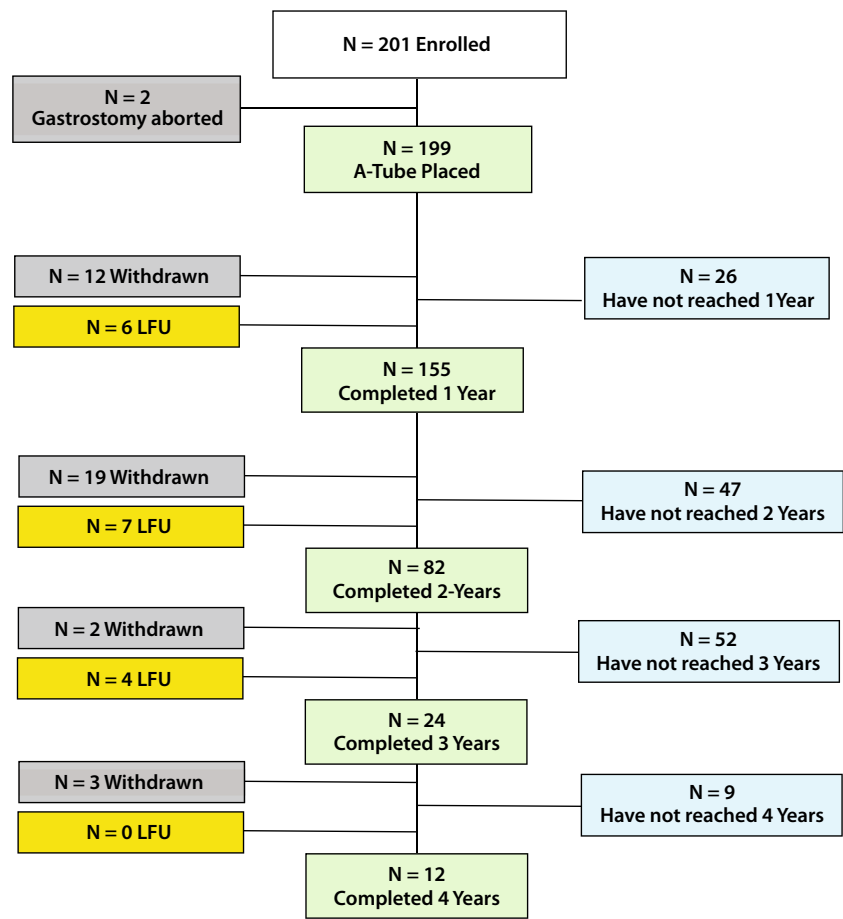 N = 201 Enrolled
N = 2
Gastrostomy aborted
N = 199
A-Tube Placed
N = 12 Withdrawn
N = 26
Have not reached 1 Year
N = 6 LFU
N = 155
Completed 1 Year
N = 19 Withdrawn
N = 47
Have not reached 2 Years
N = 7 LFU
N = 82
Completed 2-Years
N = 2 Withdrawn
N = 52
Have not reached 3 Years
N = 4 LFU
N = 24
Completed 3 Years
N = 3 Withdrawn
N = 9
Have not reached 4 Years
N = 0 LFU
N = 12
Completed 4 Years